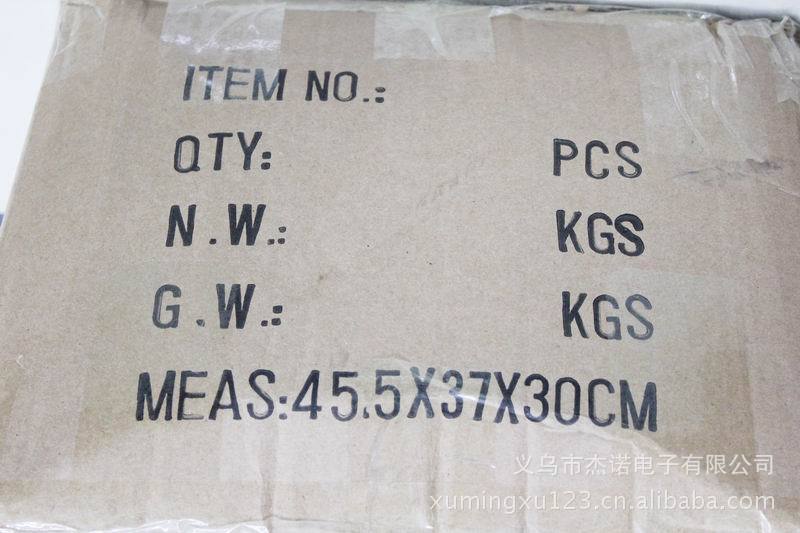 ITEM NO.:
QTY: PCS
N.W.: KGS
G.W.: KGS
MEAS:45.5X37X30CM
义乌市杰诺电子有限公司
xumingxu123.cn.alibaba.com